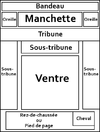 Bandeau
Oreille
Manchette
Oreille
Tribune
Sous-tribune
Sous-
tribune
Ventre
Sous-
tribune
Rez-de-chaussée
ou
Pied de page
Cheval